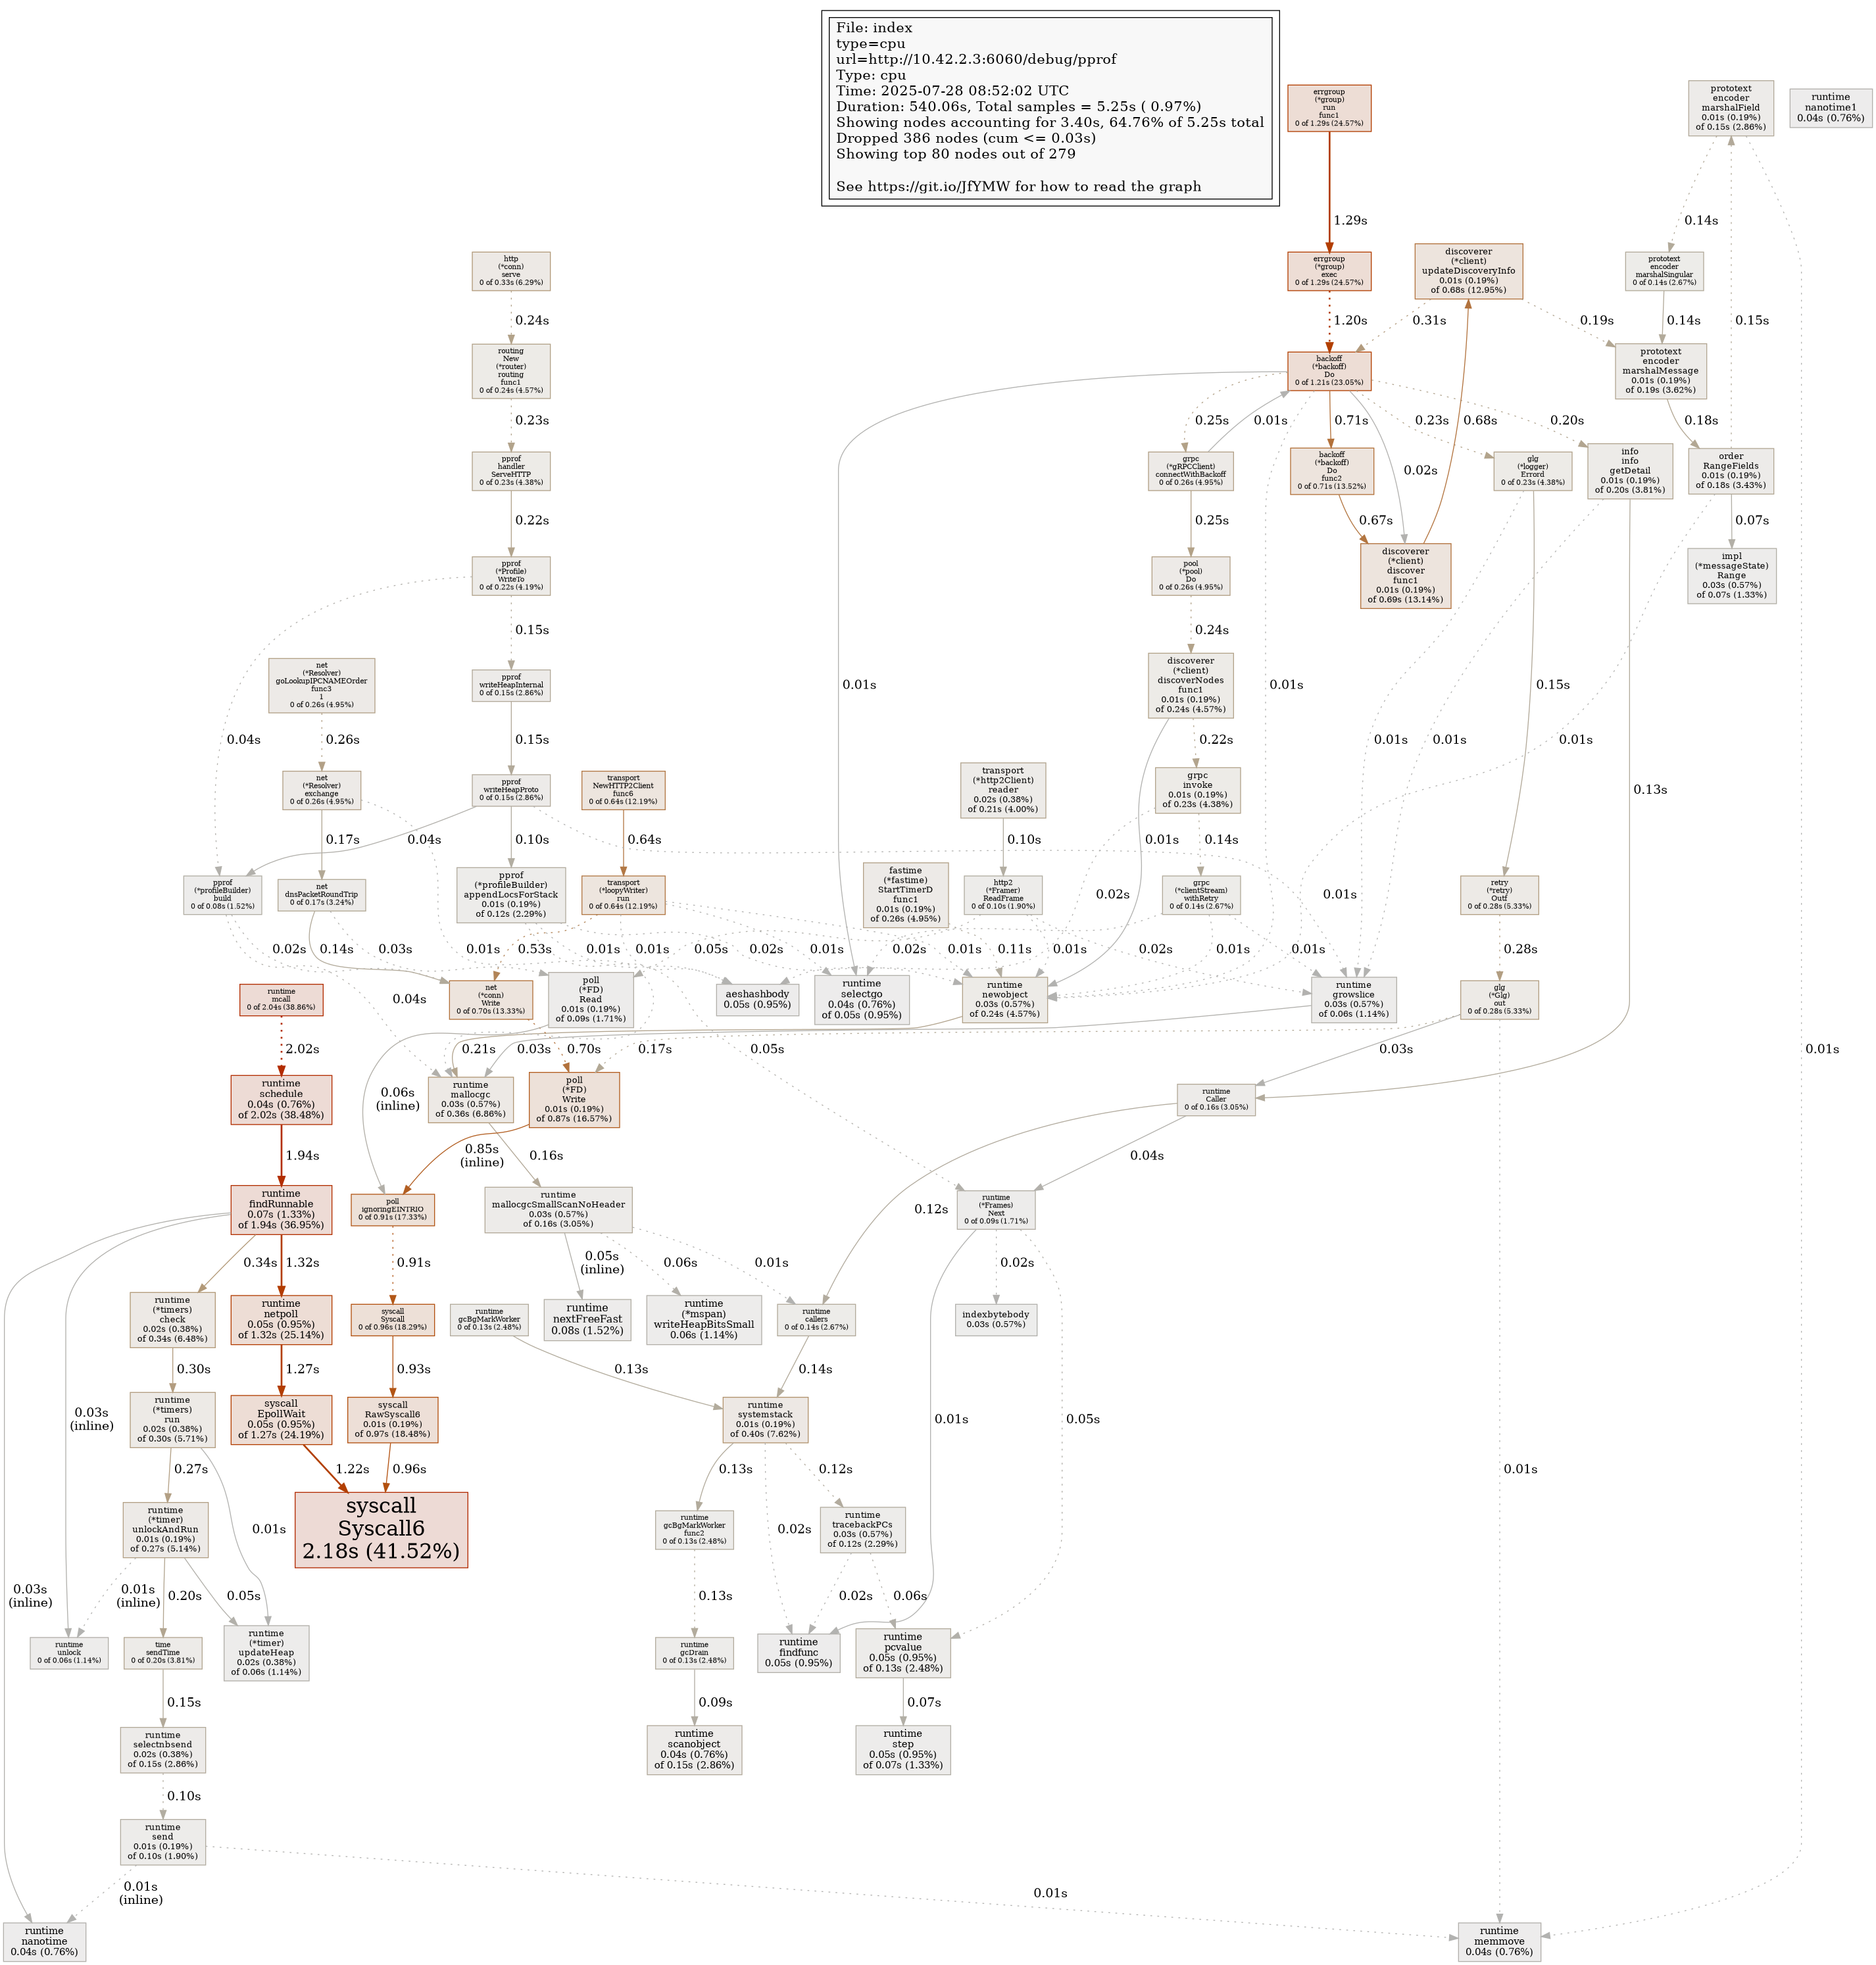 File: index
type=cpu
url=http://10.42.2.3:6060/debug/pprof
Type: cpu
Time: 2025-07-28 08:52:02 UTC
Duration: 540.06s, Total samples = 5.25s ( 0.97%)
Showing nodes accounting for 3.40s, 64.76% of 5.25s total
Dropped 386 nodes (cum <= 0.03s)
Showing top 80 nodes out of 279
See https://git.io/JfYMW for how to read the graph
errgroup
(*group)
run
func1
0 of 1.29s (24.57%)
prototext
encoder
marshalField
0.01s (0.19%)
of 0.15s (2.86%)
runtime
nanotime1
0.04s (0.76%)
1.29s
0.14s
http
(*conn)
serve
0 of 0.33s (6.29%)
errgroup
(*group)
exec
0 of 1.29s (24.57%)
discoverer
(*client)
updateDiscoveryInfo
0.01s (0.19%)
of 0.68s (12.95%)
prototext
encoder
marshalSingular
0 of 0.14s (2.67%)
0.24s
1.20s
0.31s
0.19s
0.14s
0.15s
routing
New
(*router)
routing
func1
0 of 0.24s (4.57%)
backoff
(*backoff)
Do
0 of 1.21s (23.05%)
prototext
encoder
marshalMessage
0.01s (0.19%)
of 0.19s (3.62%)
0.23s
0.25s
0.01s
0.71s
0.23s
0.68s
0.20s
0.18s
pprof
handler
ServeHTTP
0 of 0.23s (4.38%)
grpc
(*gRPCClient)
connectWithBackoff
0 of 0.26s (4.95%)
backoff
(*backoff)
Do
func2
0 of 0.71s (13.52%)
0.02s
glg
(*logger)
Errord
0 of 0.23s (4.38%)
info
info
getDetail
0.01s (0.19%)
of 0.20s (3.81%)
order
RangeFields
0.01s (0.19%)
of 0.18s (3.43%)
0.22s
0.25s
0.67s
0.07s
pprof
(*Profile)
WriteTo
0 of 0.22s (4.19%)
pool
(*pool)
Do
0 of 0.26s (4.95%)
discoverer
(*client)
discover
func1
0.01s (0.19%)
of 0.69s (13.14%)
impl
(*messageState)
Range
0.03s (0.57%)
of 0.07s (1.33%)
0.15s
0.24s
net
(*Resolver)
goLookupIPCNAMEOrder
func3
1
0 of 0.26s (4.95%)
pprof
writeHeapInternal
0 of 0.15s (2.86%)
0.01s
discoverer
(*client)
discoverNodes
func1
0.01s (0.19%)
of 0.24s (4.57%)
0.01s
0.15s
0.04s
0.26s
0.15s
0.22s
0.01s
0.01s
0.01s
net
(*Resolver)
exchange
0 of 0.26s (4.95%)
pprof
writeHeapProto
0 of 0.15s (2.86%)
transport
NewHTTP2Client
func6
0 of 0.64s (12.19%)
transport
(*http2Client)
reader
0.02s (0.38%)
of 0.21s (4.00%)
grpc
invoke
0.01s (0.19%)
of 0.23s (4.38%)
0.13s
0.17s
0.04s
0.10s
0.64s
0.10s
0.01s
0.14s
pprof
(*profileBuilder)
build
0 of 0.08s (1.52%)
net
dnsPacketRoundTrip
0 of 0.17s (3.24%)
pprof
(*profileBuilder)
appendLocsForStack
0.01s (0.19%)
of 0.12s (2.29%)
transport
(*loopyWriter)
run
0 of 0.64s (12.19%)
fastime
(*fastime)
StartTimerD
func1
0.01s (0.19%)
of 0.26s (4.95%)
http2
(*Framer)
ReadFrame
0 of 0.10s (1.90%)
0.02s
grpc
(*clientStream)
withRetry
0 of 0.14s (2.67%)
0.01s
retry
(*retry)
Outf
0 of 0.28s (5.33%)
0.02s
0.14s
0.03s
0.01s
0.53s
0.01s
0.01s
0.05s
0.02s
0.01s
0.02s
0.01s
0.11s
0.01s
0.02s
0.01s
0.01s
0.28s
runtime
mcall
0 of 2.04s (38.86%)
0.04s
net
(*conn)
Write
0 of 0.70s (13.33%)
poll
(*FD)
Read
0.01s (0.19%)
of 0.09s (1.71%)
aeshashbody
0.05s (0.95%)
runtime
selectgo
0.04s (0.76%)
of 0.05s (0.95%)
runtime
newobject
0.03s (0.57%)
of 0.24s (4.57%)
runtime
growslice
0.03s (0.57%)
of 0.06s (1.14%)
glg
(*Glg)
out
0 of 0.28s (5.33%)
2.02s
0.21s
0.03s
0.70s
0.17s
0.05s
0.03s
0.01s
runtime
schedule
0.04s (0.76%)
of 2.02s (38.48%)
0.06s
(inline)
runtime
mallocgc
0.03s (0.57%)
of 0.36s (6.86%)
poll
(*FD)
Write
0.01s (0.19%)
of 0.87s (16.57%)
runtime
Caller
0 of 0.16s (3.05%)
1.94s
0.85s
(inline)
0.16s
0.04s
runtime
findRunnable
0.07s (1.33%)
of 1.94s (36.95%)
poll
ignoringEINTRIO
0 of 0.91s (17.33%)
runtime
mallocgcSmallScanNoHeader
0.03s (0.57%)
of 0.16s (3.05%)
0.12s
runtime
(*Frames)
Next
0 of 0.09s (1.71%)
0.34s
1.32s
0.91s
0.05s
(inline)
0.06s
0.01s
0.02s
runtime
(*timers)
check
0.02s (0.38%)
of 0.34s (6.48%)
runtime
netpoll
0.05s (0.95%)
of 1.32s (25.14%)
syscall
Syscall
0 of 0.96s (18.29%)
runtime
gcBgMarkWorker
0 of 0.13s (2.48%)
runtime
nextFreeFast
0.08s (1.52%)
runtime
(*mspan)
writeHeapBitsSmall
0.06s (1.14%)
runtime
callers
0 of 0.14s (2.67%)
indexbytebody
0.03s (0.57%)
0.30s
1.27s
0.93s
0.13s
0.14s
0.03s
(inline)
runtime
(*timers)
run
0.02s (0.38%)
of 0.30s (5.71%)
syscall
EpollWait
0.05s (0.95%)
of 1.27s (24.19%)
syscall
RawSyscall6
0.01s (0.19%)
of 0.97s (18.48%)
runtime
systemstack
0.01s (0.19%)
of 0.40s (7.62%)
0.01s
0.05s
0.27s
1.22s
0.96s
0.13s
0.12s
0.01s
runtime
(*timer)
unlockAndRun
0.01s (0.19%)
of 0.27s (5.14%)
0.01s
syscall
Syscall6
2.18s (41.52%)
runtime
gcBgMarkWorker
func2
0 of 0.13s (2.48%)
0.02s
runtime
tracebackPCs
0.03s (0.57%)
of 0.12s (2.29%)
0.03s
(inline)
0.01s
(inline)
0.20s
0.05s
0.13s
0.02s
0.06s
runtime
unlock
0 of 0.06s (1.14%)
time
sendTime
0 of 0.20s (3.81%)
runtime
(*timer)
updateHeap
0.02s (0.38%)
of 0.06s (1.14%)
runtime
gcDrain
0 of 0.13s (2.48%)
runtime
findfunc
0.05s (0.95%)
runtime
pcvalue
0.05s (0.95%)
of 0.13s (2.48%)
0.15s
0.09s
0.07s
runtime
selectnbsend
0.02s (0.38%)
of 0.15s (2.86%)
runtime
scanobject
0.04s (0.76%)
of 0.15s (2.86%)
runtime
step
0.05s (0.95%)
of 0.07s (1.33%)
0.10s
runtime
send
0.01s (0.19%)
of 0.10s (1.90%)
0.01s
(inline)
0.01s
runtime
nanotime
0.04s (0.76%)
runtime
memmove
0.04s (0.76%)